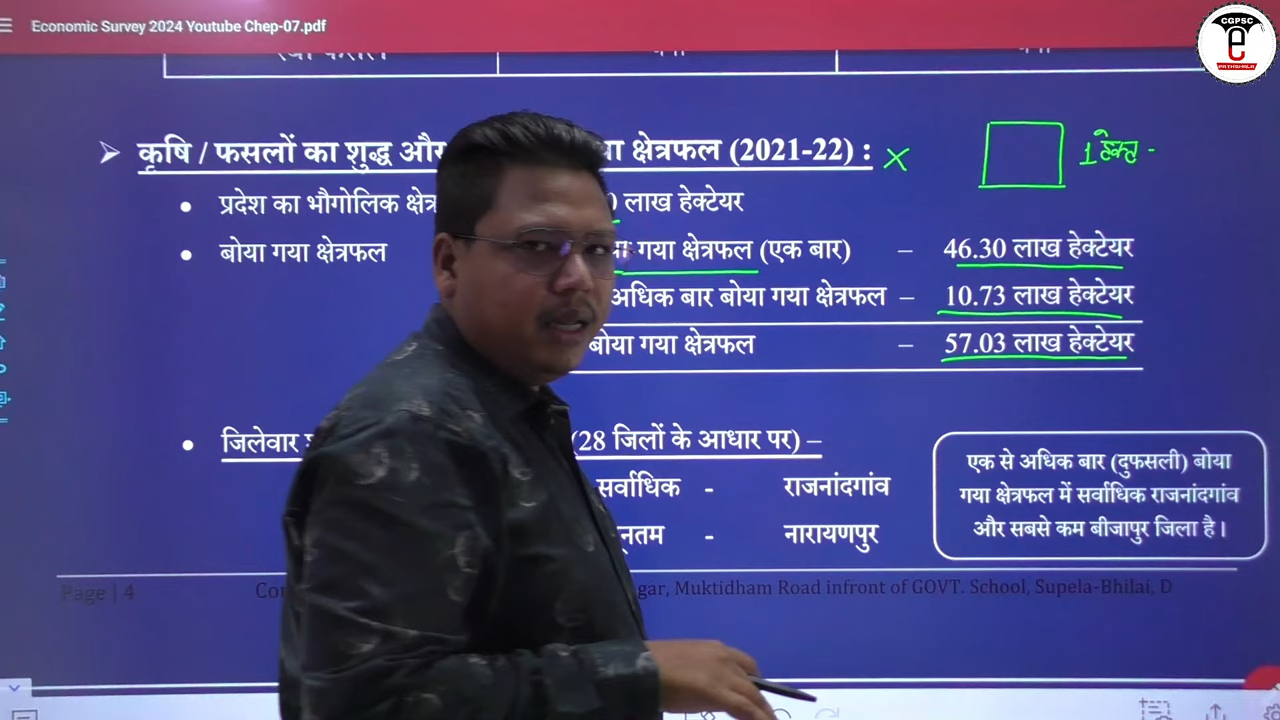 Economic Survey 2024 Youtube Chep-07.pdf
CGPSC
e
PATHSHALA
➢ कृषि / फसलों का शुद्ध और या क्षेत्रफल (2021-22) : X
1 हेक्ट -
• प्रदेश का भौगोलिक क्षेत्र 0 लाख हेक्टेयर
• बोया गया क्षेत्रफल गया क्षेत्रफल (एक बार) – 46.30 लाख हेक्टेयर
अधिक बार बोया गया क्षेत्रफल – 10.73 लाख हेक्टेयर
बोया गया क्षेत्रफल – 57.03 लाख हेक्टेयर
• जिलेवार (28 जिलों के आधार पर) –
सर्वाधिक - राजनांदगांव
नतम - नारायणपुर
एक से अधिक बार (दुफसली) बोया
गया क्षेत्रफल में सर्वाधिक राजनांदगांव
और सबसे कम बीजापुर जिला है।
Page | 4 Co gar, Muktidham Road infront of GOVT. School, Supela-Bhilai, D